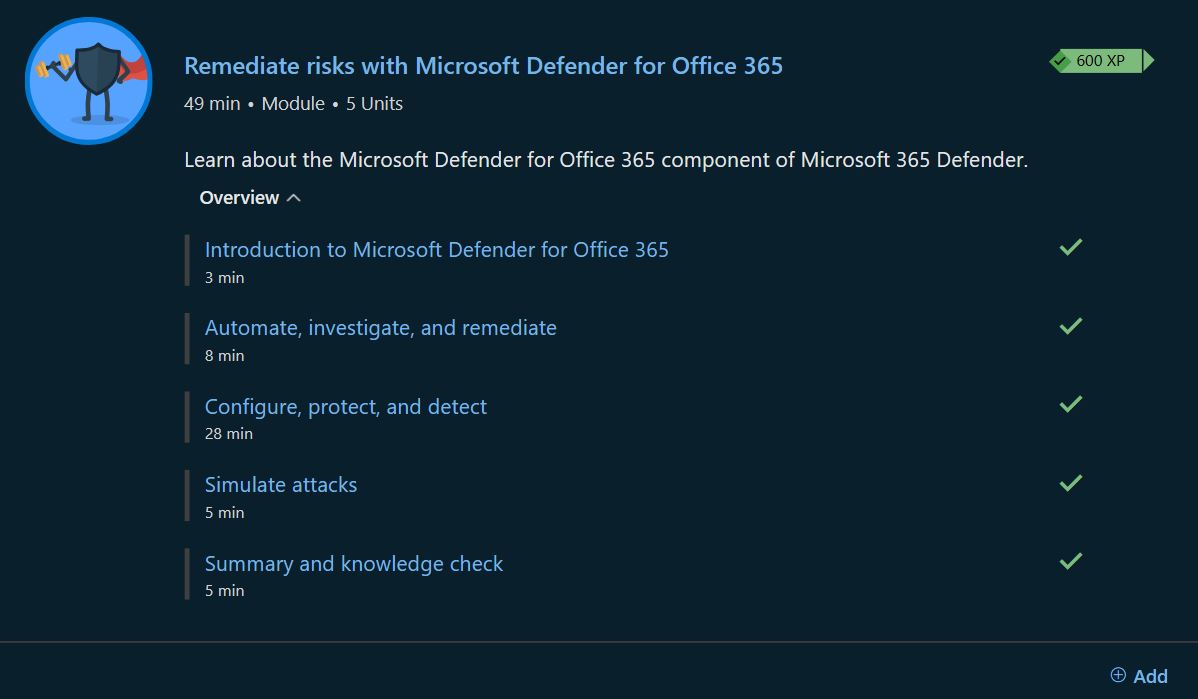 Remediate risks with Microsoft Defender for Office 365
600 XP
49 min • Module • 5 Units
Learn about the Microsoft Defender for Office 365 component of Microsoft 365 Defender.
Overview
Introduction to Microsoft Defender for Office 365
3 min
Automate, investigate, and remediate
8 min
Configure, protect, and detect
28 min
Simulate attacks
5 min
Summary and knowledge check
5 min
Add